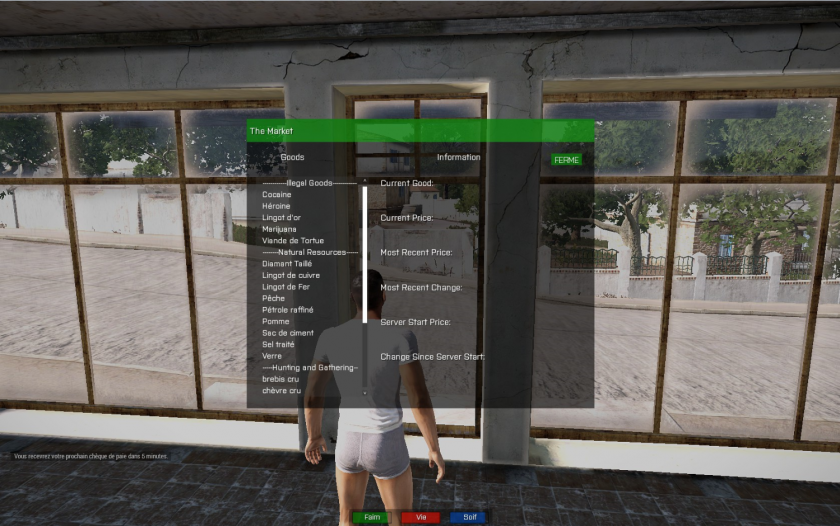 The Market
Goods
Information
FERME
----------Illegal Goods----------
Cocaine
Héroine
Lingot d'or
Marijuana
Viande de Tortue
------Natural Resources-----
Diamant Taillé
Lingot de cuivre
Lingot de Fer
Pêche
Pétrole raffiné
Pomme
Sac de ciment
Sel traité
Verre
----Hunting and Gathering--
brebis cru
chèvre cru
Current Good:
Current Price:
Most Recent Price:
Most Recent Change:
Server Start Price:
Change Since Server Start:
Vous recevrez votre prochain chèque de paie dans 5 minutes.
Faim
Vie
Soif